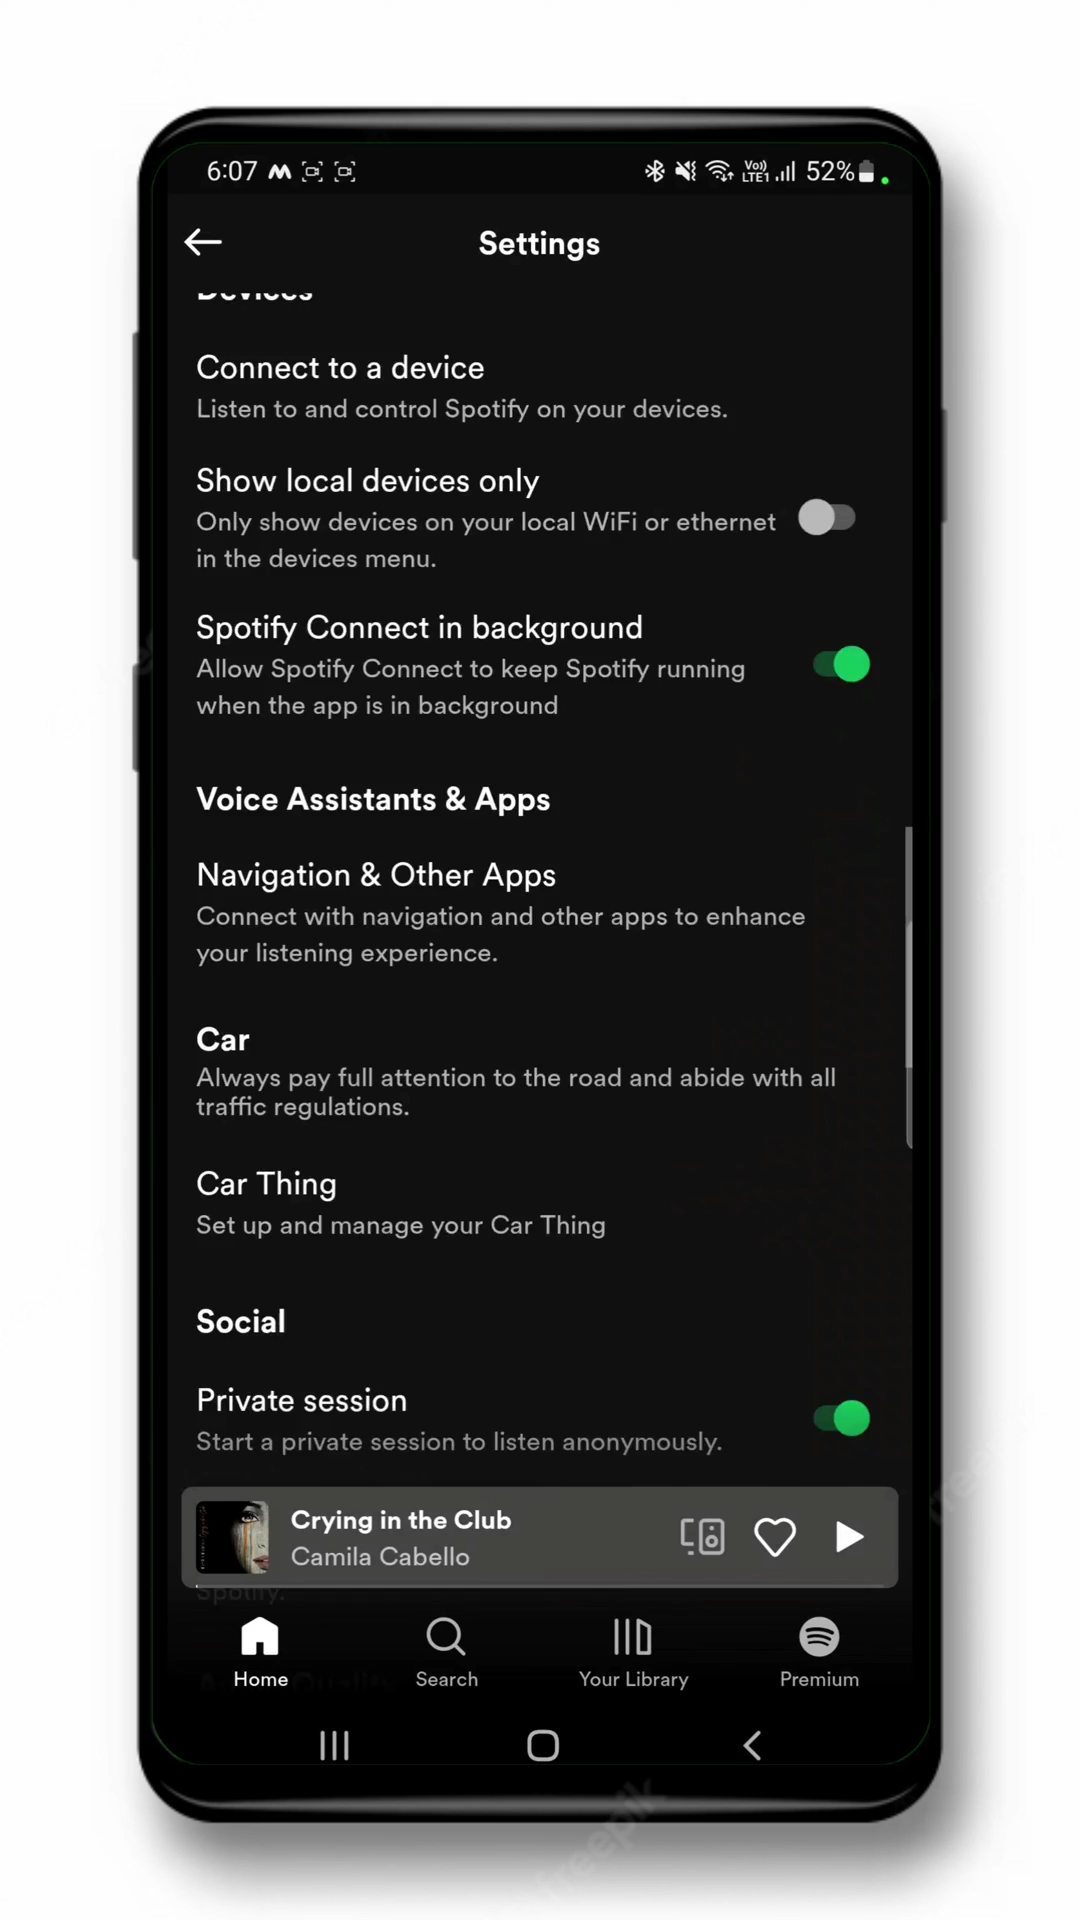 6:07
Vo))
LTE1
52%
Settings
Devices
Connect to a device
Listen to and control Spotify on your devices.
Show local devices only
Only show devices on your local WiFi or ethernet
in the devices menu.
Spotify Connect in background
Allow Spotify Connect to keep Spotify running
when the app is in background
Voice Assistants & Apps
Navigation & Other Apps
Connect with navigation and other apps to enhance
your listening experience.
Car
Always pay full attention to the road and abide with all
traffic regulations.
Car Thing
Set up and manage your Car Thing
Social
Private session
Start a private session to listen anonymously.
Crying in the Club
Camila Cabello
Spotify.
Home
Search
Your Library
Premium
freepik